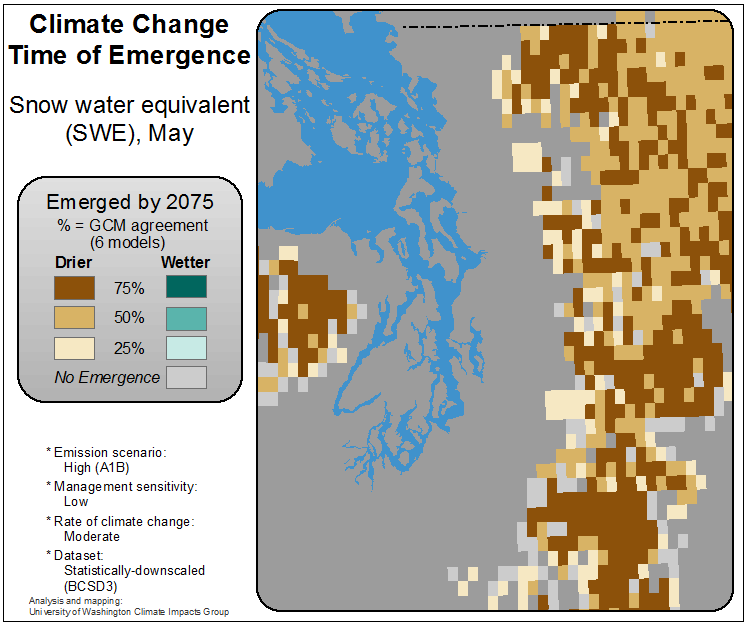 Climate Change
Time of Emergence
Snow water equivalent
(SWE), May
Emerged by 2075
% = GCM agreement
(6 models)
Drier Wetter
75%
50%
25%
No Emergence
* Emission scenario:
High (A1B)
* Management sensitivity:
Low
* Rate of climate change:
Moderate
* Dataset:
Statistically-downscaled
(BCSD3)
Analysis and mapping:
University of Washington Climate Impacts Group